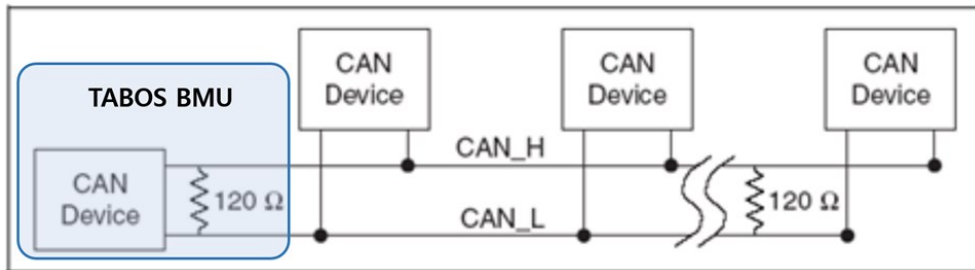 TABOS BMU
CAN
Device
120 Ω
CAN
Device
CAN
Device
CAN
Device
CAN_H
CAN_L
120 Ω